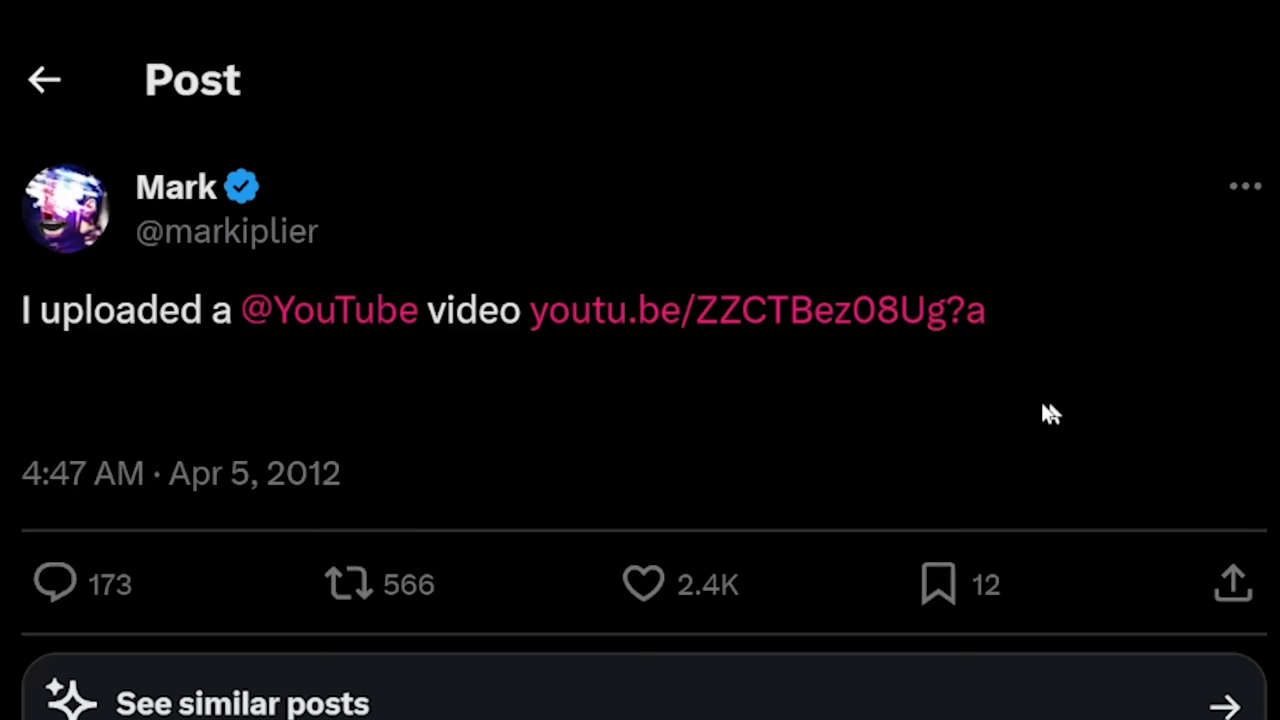 Post
Mark
@markiplier
I uploaded a @YouTube video youtu.be/ZZCTBez08Ug?a
4:47 AM · Apr 5, 2012
173 566 2.4K 12
See similar posts